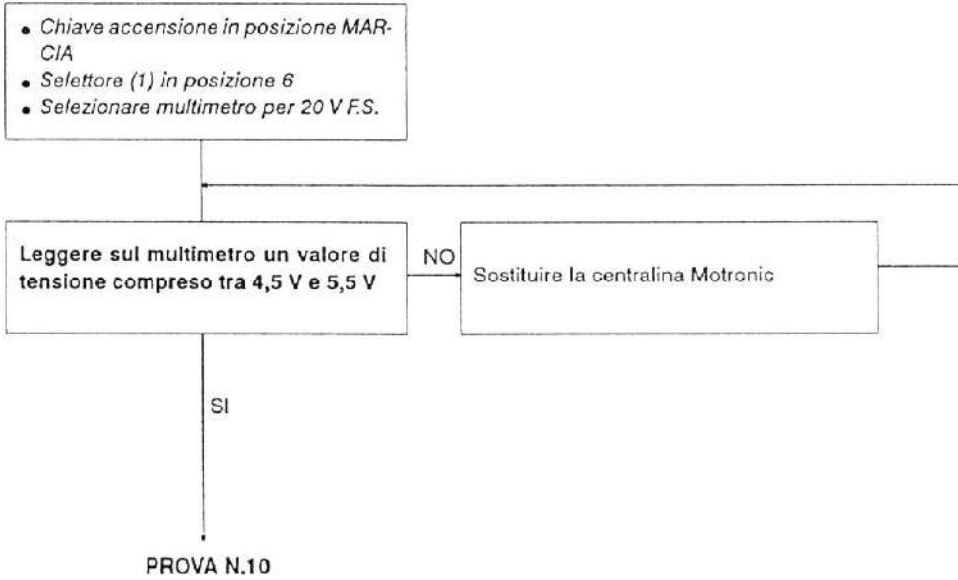 • Chiave accensione in posizione MAR-
CIA
• Selettore (1) in posizione 6
• Selezionare multimetro per 20 V F.S.
Leggere sul multimetro un valore di
tensione compreso tra 4,5 V e 5,5 V
NO
Sostituire la centralina Motronic
SI
PROVA N.10